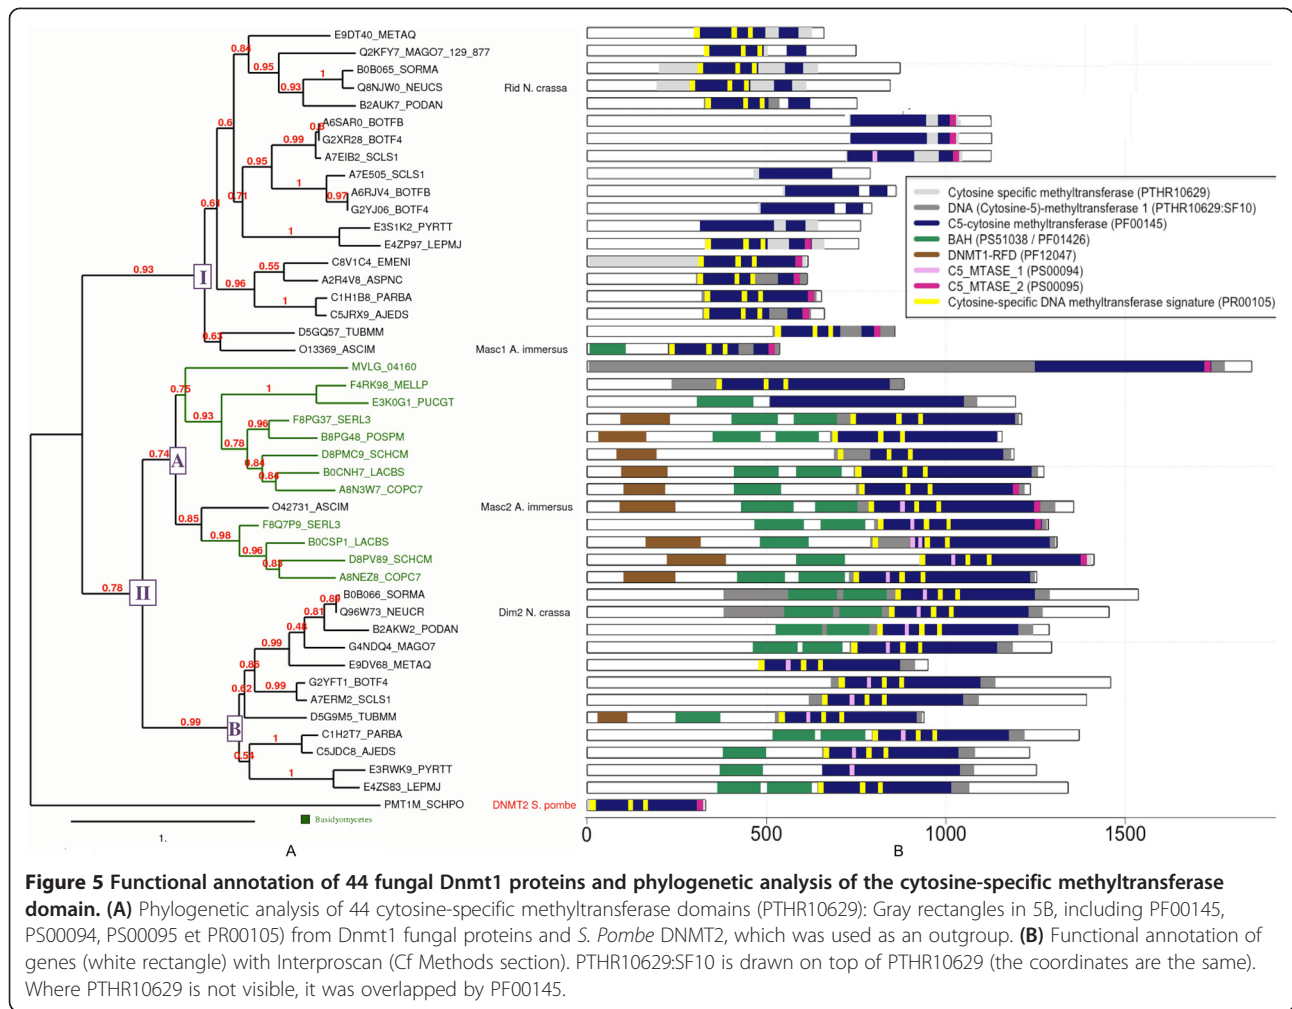 E9DT40_METAQ
0.84
Q2KFY7_MAGO7_129_877
0.95
B0B065_SORMA
1
0.93
Q8NJW0_NEUCS
Rid N. crassa
B2AUK7_PODAN
0.6
A6SAR0_BOTFB
0.99
G2XR28_BOTF4
A7EIB2_SCLS1
0.95
A7E505_SCLS1
1
0.97
A6RJV4_BOTFB
0.71
G2YJ06_BOTF4
0.61
E3S1K2_PYRTT
1
E4ZP97_LEPMJ
C8V1C4_EMENI
0.55
0.93
I
A2R4V8_ASPNC
0.96
C1H1B8_PARBA
1
C5JRX9_AJEDS
D5GQ57_TUBMM
0.63
O13369_ASCIM
Masc1 A. immersus
MVLG_04160
0.75
F4RK98_MELLP
1
E3K0G1_PUCGT
0.93
F8PG37_SERL3
0.96
B8PG48_POSPM
0.78
0.74
A
D8PMC9_SCHCM
0.84
B0CNH7_LACBS
0.84
A8N3W7_COPC7
O42731_ASCIM
Masc2 A. immersus
0.85
F8Q7P9_SERL3
0.98
B0CSP1_LACBS
0.96
D8PV89_SCHCM
0.83
A8NEZ8_COPC7
0.78
II
B0B066_SORMA
Q96W73_NEUCR
Dim2 N. crassa
0.81
B2AKW2_PODAN
0.48
G4NDQ4_MAGO7
0.99
E9DV68_METAQ
0.86
G2YFT1_BOTF4
0.99
0.62
A7ERM2_SCLS1
D5G9M5_TUBMM
0.99
B
C1H2T7_PARBA
1
C5JDC8_AJEDS
0.54
E3RWK9_PYRTT
1
E4ZS83_LEPMJ
PMT1M_SCHPO
DNMT2 S. pombe
Basidyomycetes
1.
A
Cytosine specific methyltransferase (PTHR10629)
DNA (Cytosine-5)-methyltransferase 1 (PTHR10629:SF10)
C5-cytosine methyltransferase (PF00145)
BAH (PS51038 / PF01426)
DNMT1-RFD (PF12047)
C5_MTASE_1 (PS00094)
C5_MTASE_2 (PS00095)
Cytosine-specific DNA methyltransferase signature (PR00105)
0 500 1000 1500
B
Figure 5 Functional annotation of 44 fungal Dnmt1 proteins and phylogenetic analysis of the cytosine-specific methyltransferase
domain. (A) Phylogenetic analysis of 44 cytosine-specific methyltransferase domains (PTHR10629): Gray rectangles in 5B, including PF00145,
PS00094, PS00095 et PR00105) from Dnmt1 fungal proteins and S. Pombe DNMT2, which was used as an outgroup. (B) Functional annotation of
genes (white rectangle) with Interproscan (Cf Methods section). PTHR10629:SF10 is drawn on top of PTHR10629 (the coordinates are the same).
Where PTHR10629 is not visible, it was overlapped by PF00145.